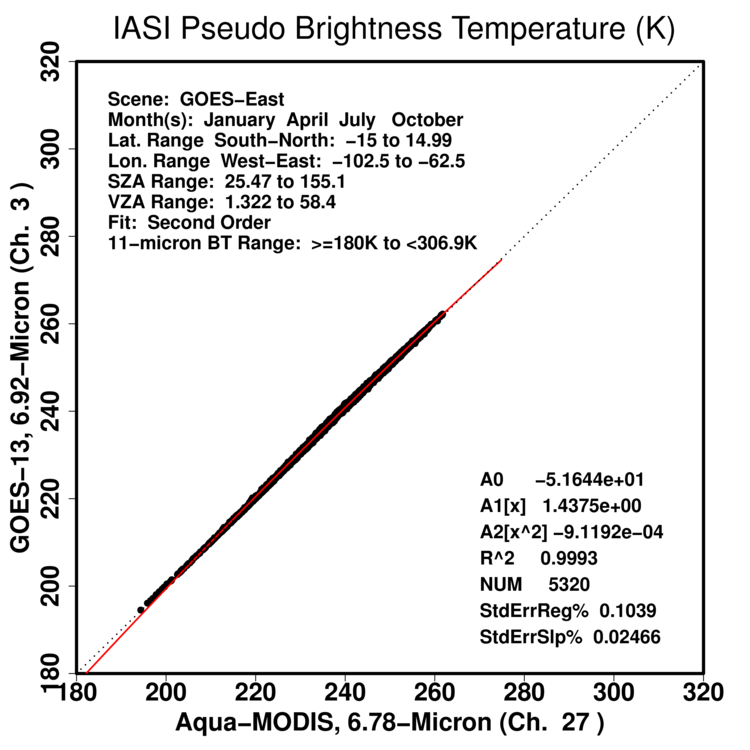 IASI Pseudo Brightness Temperature (K)
320
300
280
260
240
220
200
180
GOES−13, 6.92−Micron (Ch.  3 )
Scene:  GOES−East
Month(s):  January  April  July   October
Lat. Range  South−North:  −15 to 14.99
Lon. Range  West−East:  −102.5 to −62.5
SZA Range:  25.47 to 155.1
VZA Range:  1.322 to 58.4
Fit:  Second Order
11−micron BT Range:  >=180K to <306.9K
A0      −5.1644e+01
A1[x]   1.4375e+00
A2[x^2] −9.1192e−04
R^2     0.9993
NUM     5320
StdErrReg%  0.1039
StdErrSlp%  0.02466
180 200 220 240 260 280 300 320
Aqua−MODIS, 6.78−Micron (Ch.  27 )